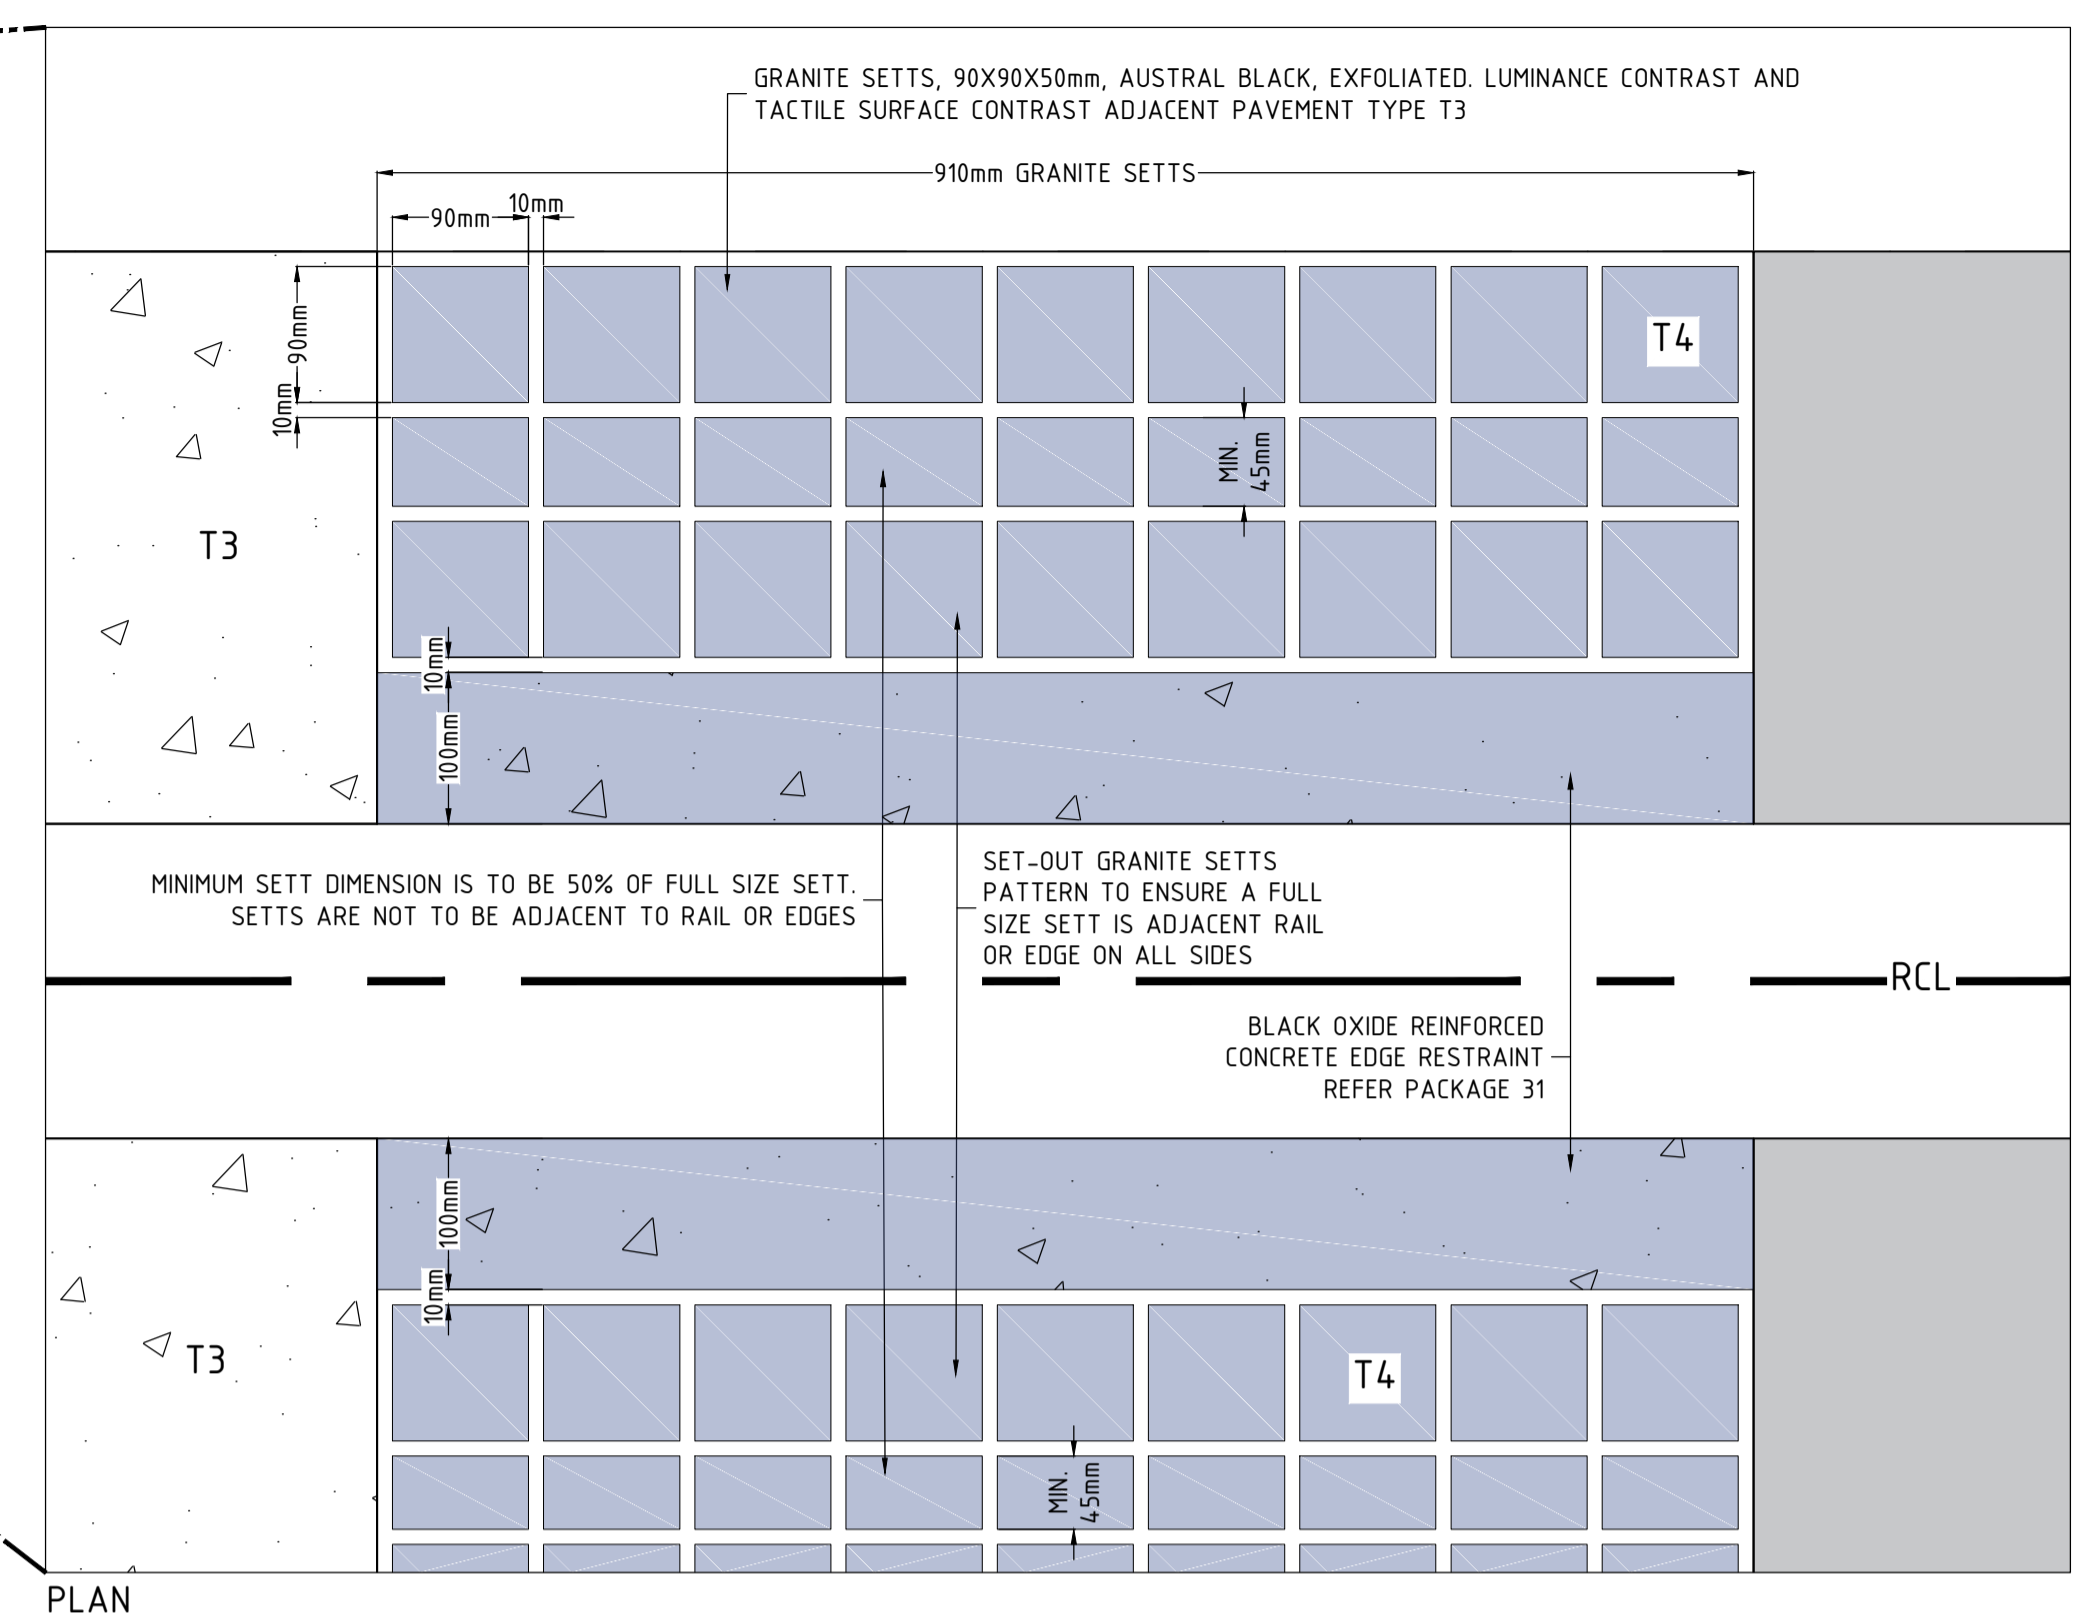 GRANITE SETTS, 90X90X50mm, AUSTRAL BLACK, EXFOLIATED. LUMINANCE CONTRAST AND
TACTILE SURFACE CONTRAST ADJACENT PAVEMENT TYPE T3
910mm GRANITE SETTS
90mm
10mm
90mm
10mm
T4
MIN.
45mm
T3
10mm
100mm
MINIMUM SETT DIMENSION IS TO BE 50% OF FULL SIZE SETT.
SETTS ARE NOT TO BE ADJACENT TO RAIL OR EDGES
SET-OUT GRANITE SETTS
PATTERN TO ENSURE A FULL
SIZE SETT IS ADJACENT RAIL
OR EDGE ON ALL SIDES
RCL
BLACK OXIDE REINFORCED
CONCRETE EDGE RESTRAINT
REFER PACKAGE 31
100mm
10mm
T3
T4
MIN.
45mm
PLAN